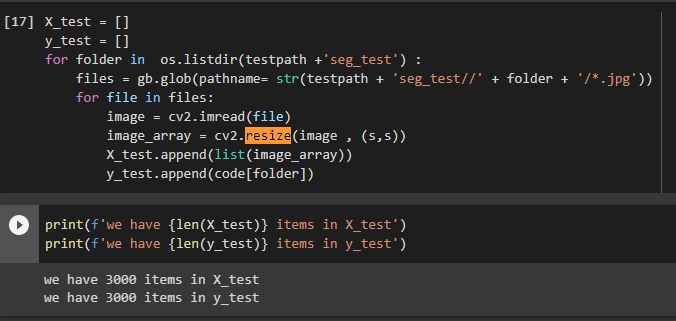 [17] X_test = []
y_test = []
for folder in  os.listdir(testpath +'seg_test') :
    files = gb.glob(pathname= str(testpath + 'seg_test//' + folder + '/*.jpg'))
    for file in files:
        image = cv2.imread(file)
        image_array = cv2.resize(image , (s,s))
        X_test.append(list(image_array))
        y_test.append(code[folder])
print(f'we have {len(X_test)} items in X_test')
print(f'we have {len(y_test)} items in y_test')
we have 3000 items in X_test
we have 3000 items in y_test